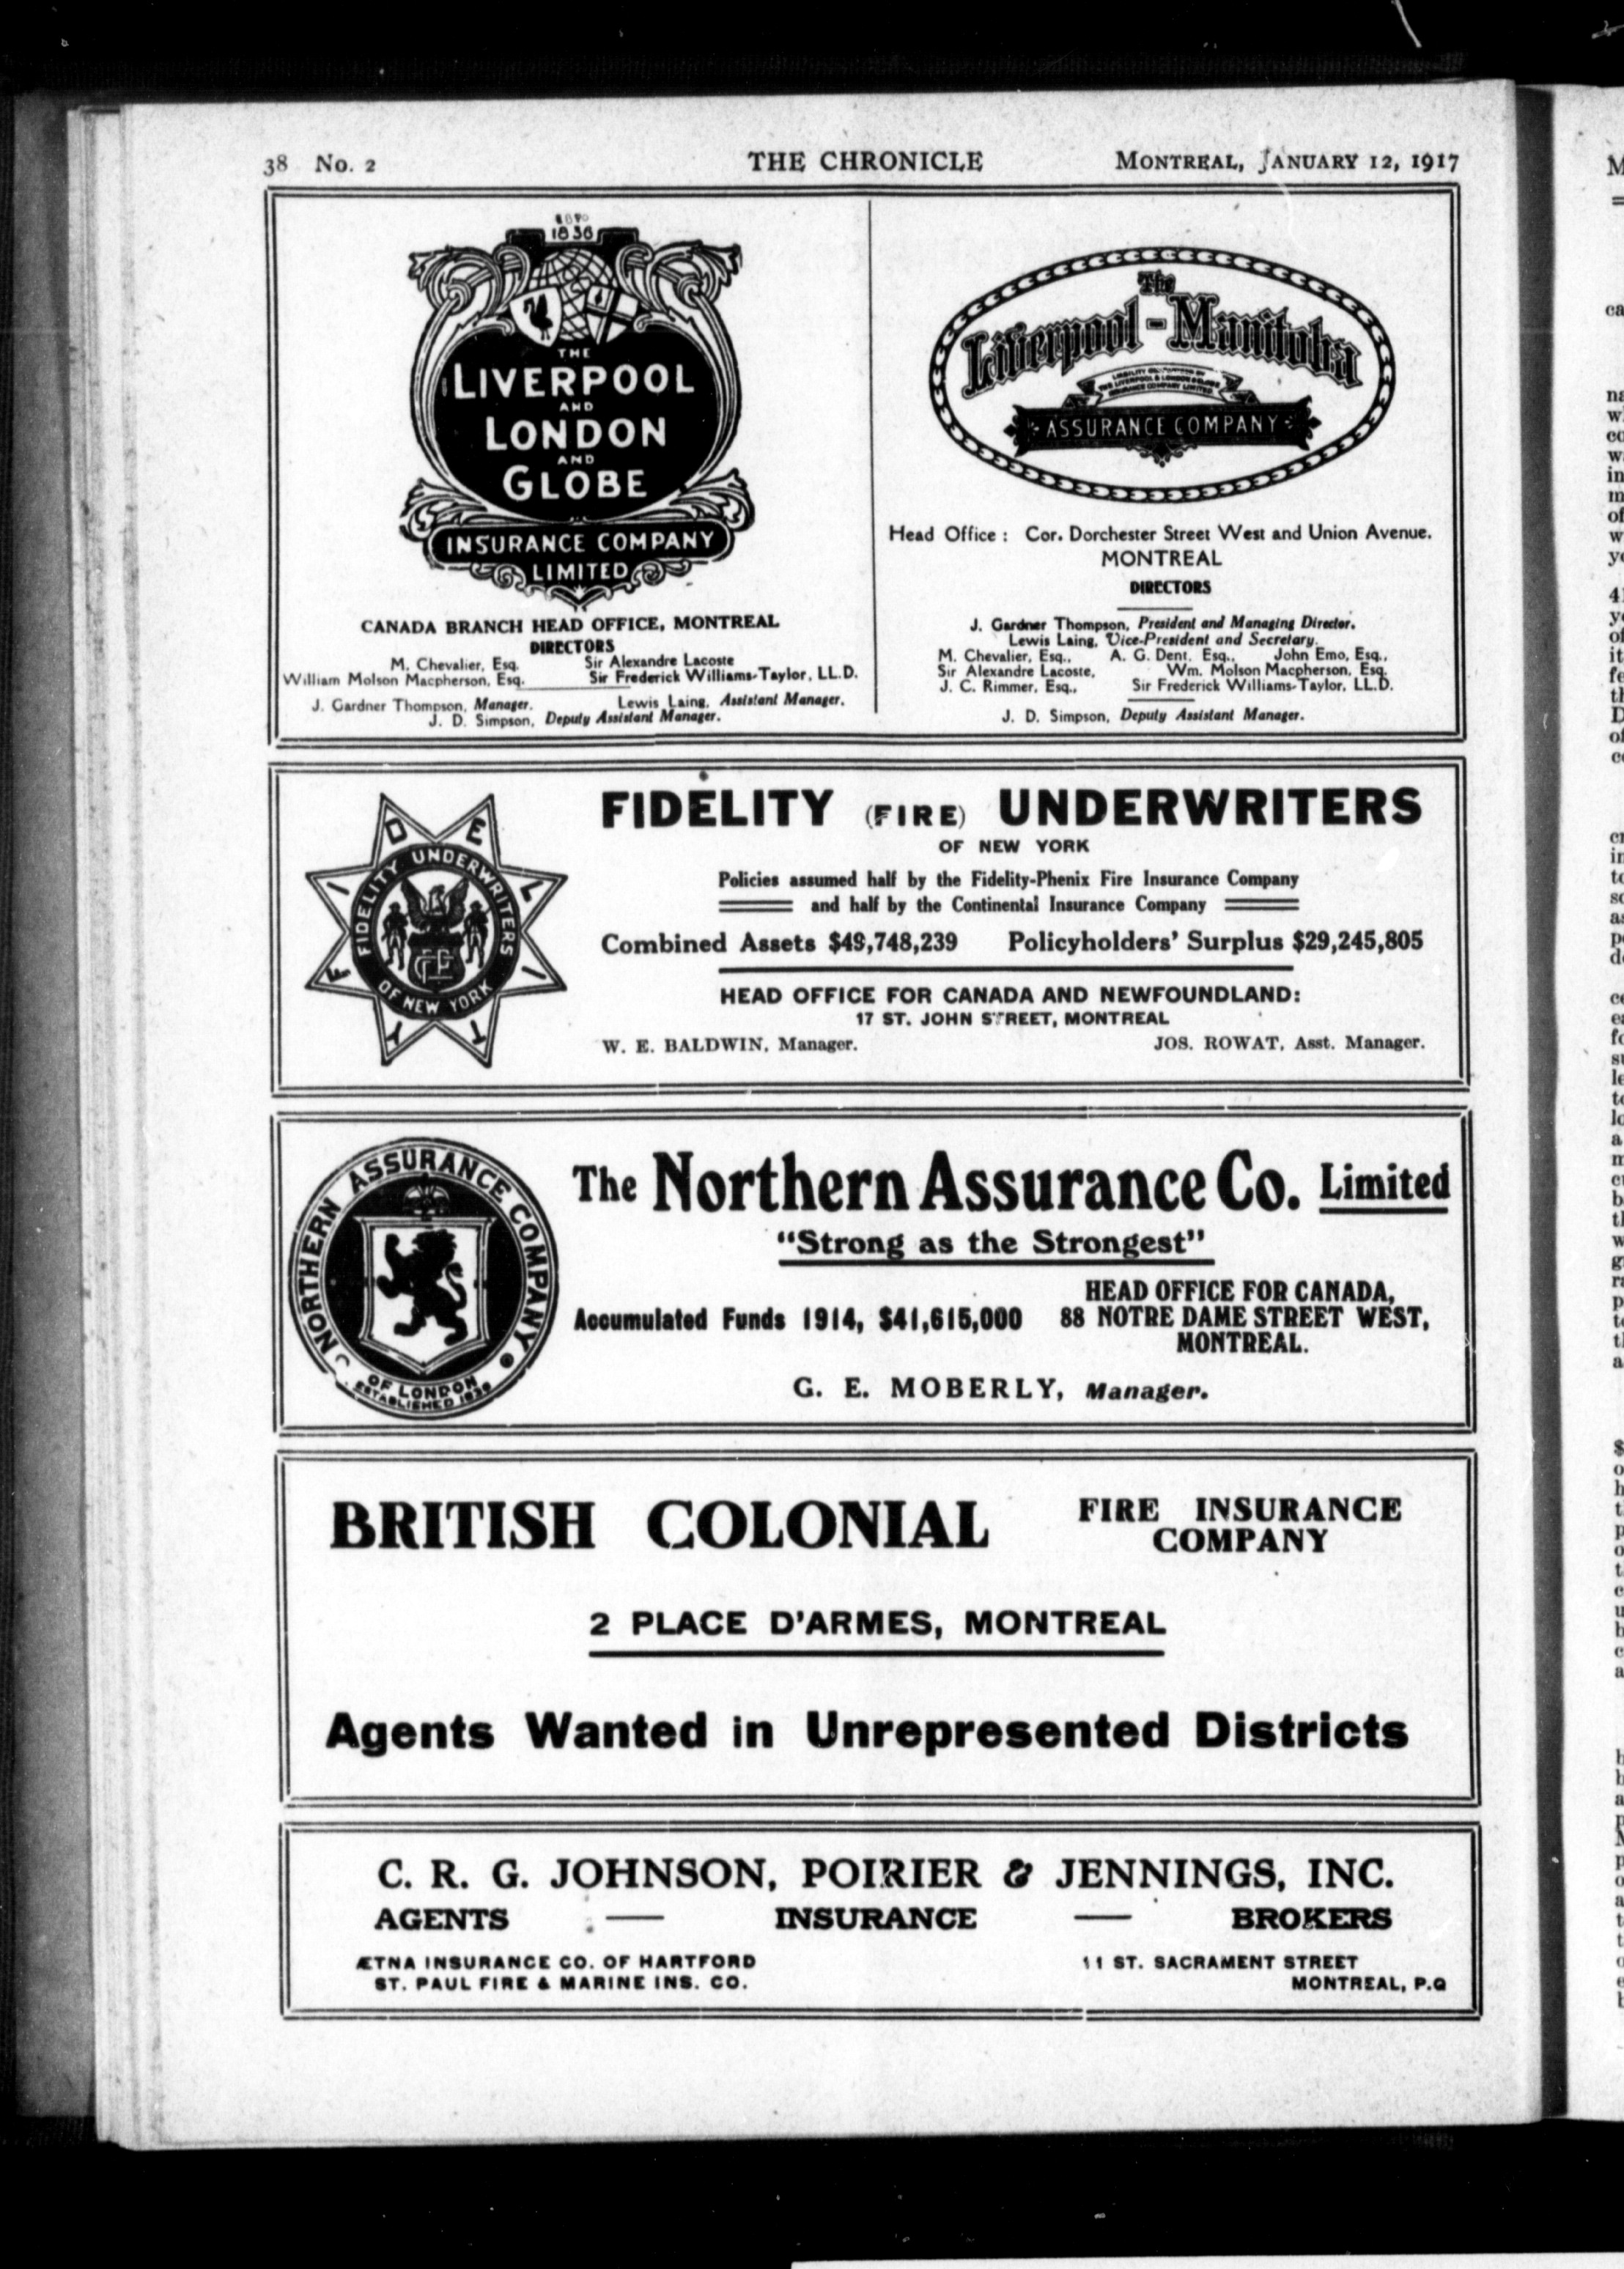 38 No. 2 THE CHRONICLE MONTREAL, JANUARY 12, 1917
1836
THE
LIVERPOOL
AND
LONDON
AND
GLOBE
INSURANCE COMPANY
LIMITED
CANADA BRANCH HEAD OFFICE, MONTREAL
DIRECTORS
M. Chevalier, Esq. Sir Alexandre Lacoste
William Molson Macpherson, Esq. Sir Frederick Williams-Taylor, LL.D.
J. Gardner Thompson, Manager. Lewis Laing, Assistant Manager.
J. D. Simpson, Deputy Assistant Manager.
The
Liverpool-Manitoba
ASSURANCE COMPANY
Head Office : Cor. Dorchester Street West and Union Avenue.
MONTREAL
DIRECTORS
J. Gardner Thompson, President and Managing Director.
Lewis Laing, Vice-President and Secretary.
M. Chevalier, Esq., A. G. Dent, Esq., John Emo, Esq.,
Sir Alexandre Lacoste, Wm. Molson Macpherson, Esq.
J. C. Rimmer, Esq., Sir Frederick Williams-Taylor, LL.D.
J. D. Simpson, Deputy Assistant Manager.
FIDELITY
FIDELITY UNDERWRITERS
OF NEW YORK
FIDELITY (FIRE) UNDERWRITERS
OF NEW YORK
Policies assumed half by the Fidelity-Phenix Fire Insurance Company
and half by the Continental Insurance Company
Combined Assets $49,748,239 Policyholders' Surplus $29,245,805
HEAD OFFICE FOR CANADA AND NEWFOUNDLAND:
17 ST. JOHN STREET, MONTREAL
W. E. BALDWIN, Manager. JOS. ROWAT, Asst. Manager.
NORTHERN ASSURANCE COMPANY
OF LONDON
ESTABLISHED 1836
The Northern Assurance Co. Limited
"Strong as the Strongest"
Accumulated Funds 1914, $41,615,000
HEAD OFFICE FOR CANADA,
88 NOTRE DAME STREET WEST,
MONTREAL.
G. E. MOBERLY, Manager.
BRITISH COLONIAL FIRE INSURANCE
COMPANY
2 PLACE D'ARMES, MONTREAL
Agents Wanted in Unrepresented Districts
C. R. G. JOHNSON, POIRIER & JENNINGS, INC.
AGENTS — INSURANCE — BROKERS
ÆTNA INSURANCE CO. OF HARTFORD 11 ST. SACRAMENT STREET
ST. PAUL FIRE & MARINE INS. CO. MONTREAL, P.Q